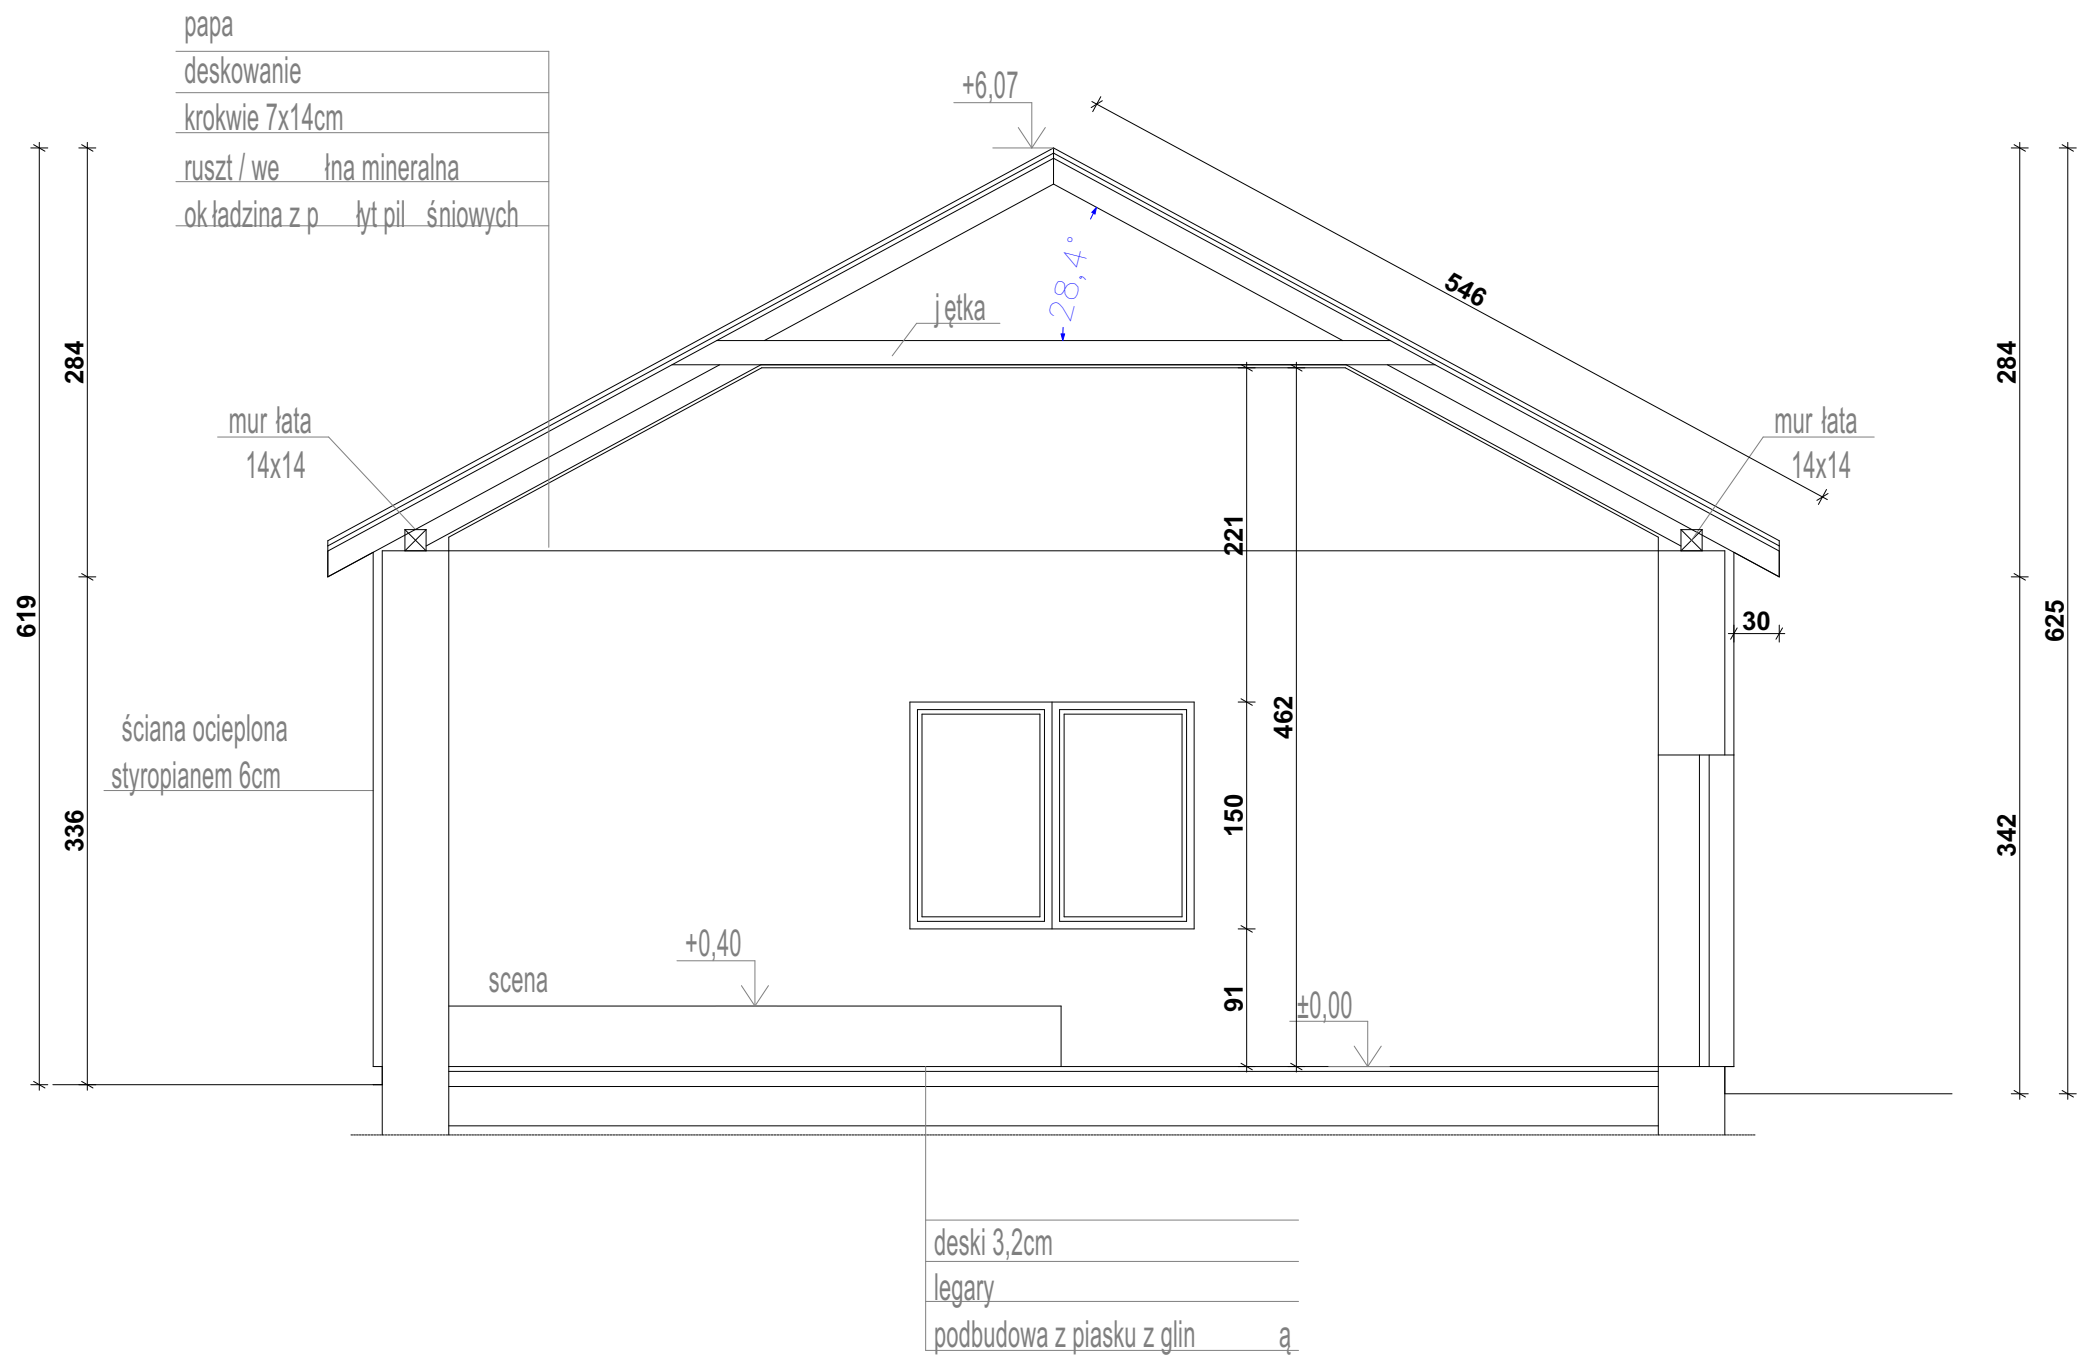 papa
deskowanie
krokwie 7x14cm
ruszt / we łna mineralna
ok ładzina z p łyt pil śniowych
+6,07
546
28,4°
j ętka
284
284
mur łata
14x14
mur łata
14x14
221
619
625
30
462
ściana ocieplona
styropianem 6cm
150
336
342
+0,40
scena
91
±0,00
deski 3,2cm
legary
podbudowa z piasku z glin ą